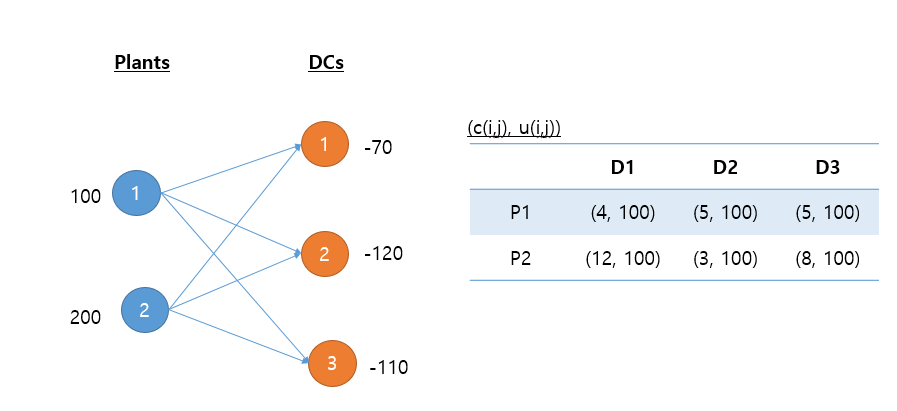 Plants DCs
1 -70
(c(i,j), u(i,j))
D1 D2 D3
100 1
P1 (4, 100) (5, 100) (5, 100)
2 -120
P2 (12, 100) (3, 100) (8, 100)
200 2
3 -110